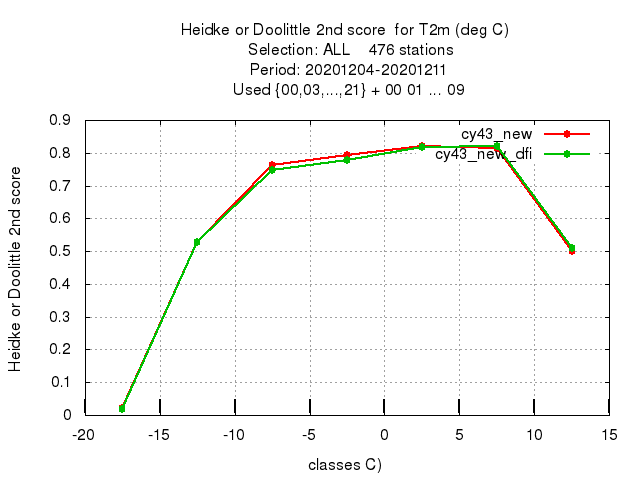 Heidke or Doolittle 2nd score  for T2m (deg C)
Selection: ALL    476 stations
Period: 20201204-20201211
Used {00,03,...,21} + 00 01 ... 09
cy43_new
cy43_new_dfi
Heidke or Doolittle 2nd score
0.9
0.8
0.7
0.6
0.5
0.4
0.3
0.2
0.1
0
-20 -15 -10 -5 0 5 10 15
classes C)